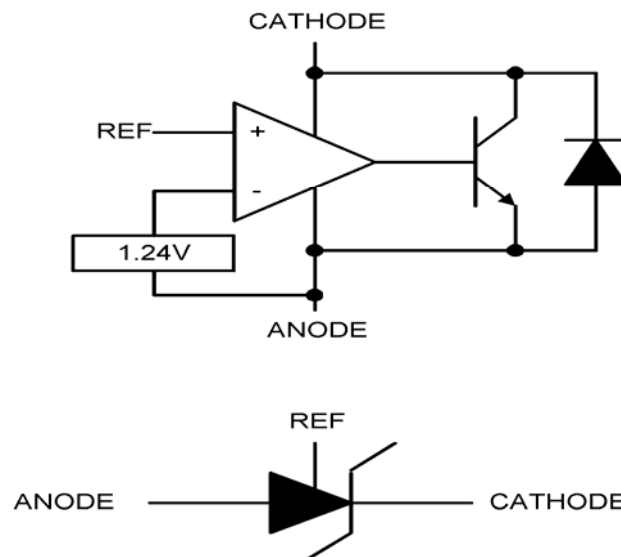 CATHODE
REF
+
-
1.24V
ANODE
REF
ANODE
CATHODE